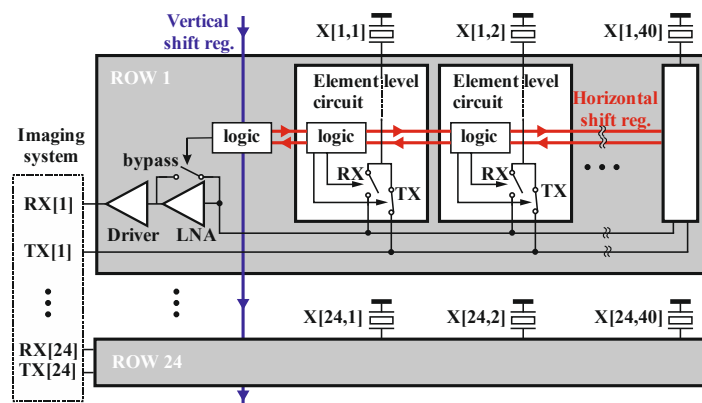 Vertical
shift reg.
X[1,1]
X[1,2]
X[1,40]
ROW 1
Element level
circuit
Element level
circuit
Horizontal
shift reg.
Imaging
system
logic
logic
logic
bypass
RX
TX
RX
TX
RX[1]
Driver
LNA
TX[1]
X[24,1]
X[24,2]
X[24,40]
RX[24]
TX[24]
ROW 24